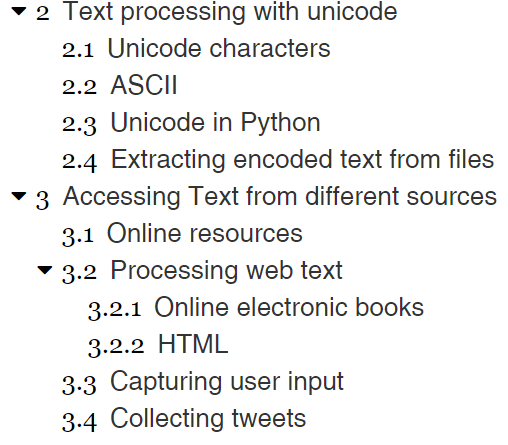 2 Text processing with unicode
2.1 Unicode characters
2.2 ASCII
2.3 Unicode in Python
2.4 Extracting encoded text from files
3 Accessing Text from different sources
3.1 Online resources
3.2 Processing web text
3.2.1 Online electronic books
3.2.2 HTML
3.3 Capturing user input
3.4 Collecting tweets